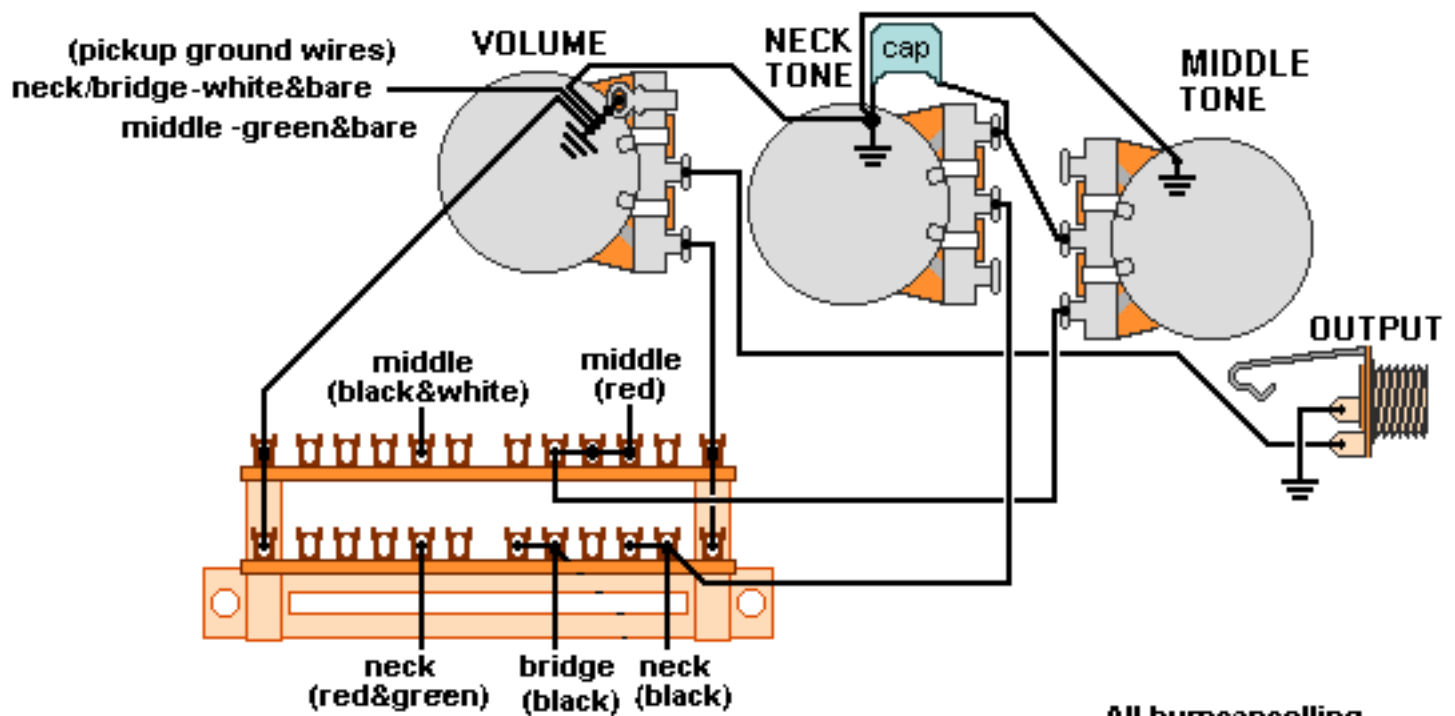 (pickup ground wires)
neck/bridge-white&bare
middle -green&bare
VOLUME
NECK
TONE
cap
MIDDLE
TONE
OUTPUT
middle
(black&white)
middle
(red)
neck
(red&green)
bridge
(black)
neck
(black)
All